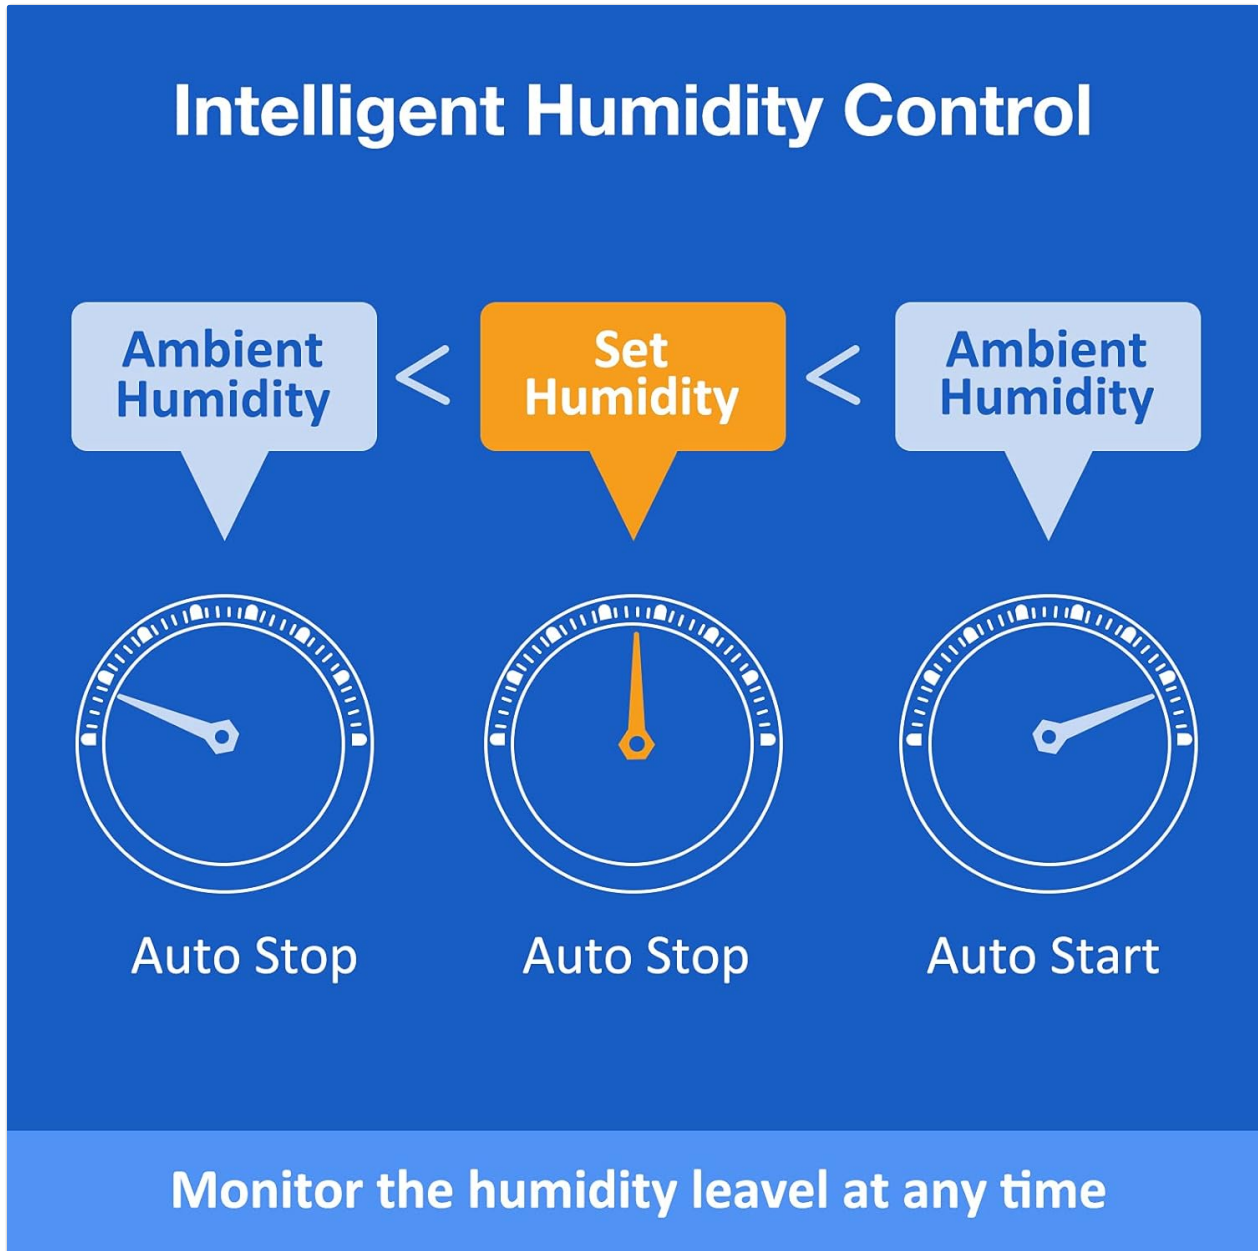 Intelligent Humidity Control
Ambient
Humidity
<
Set
Humidity
<
Ambient
Humidity
Auto Stop
Auto Stop
Auto Start
Monitor the humidity leavel at any time